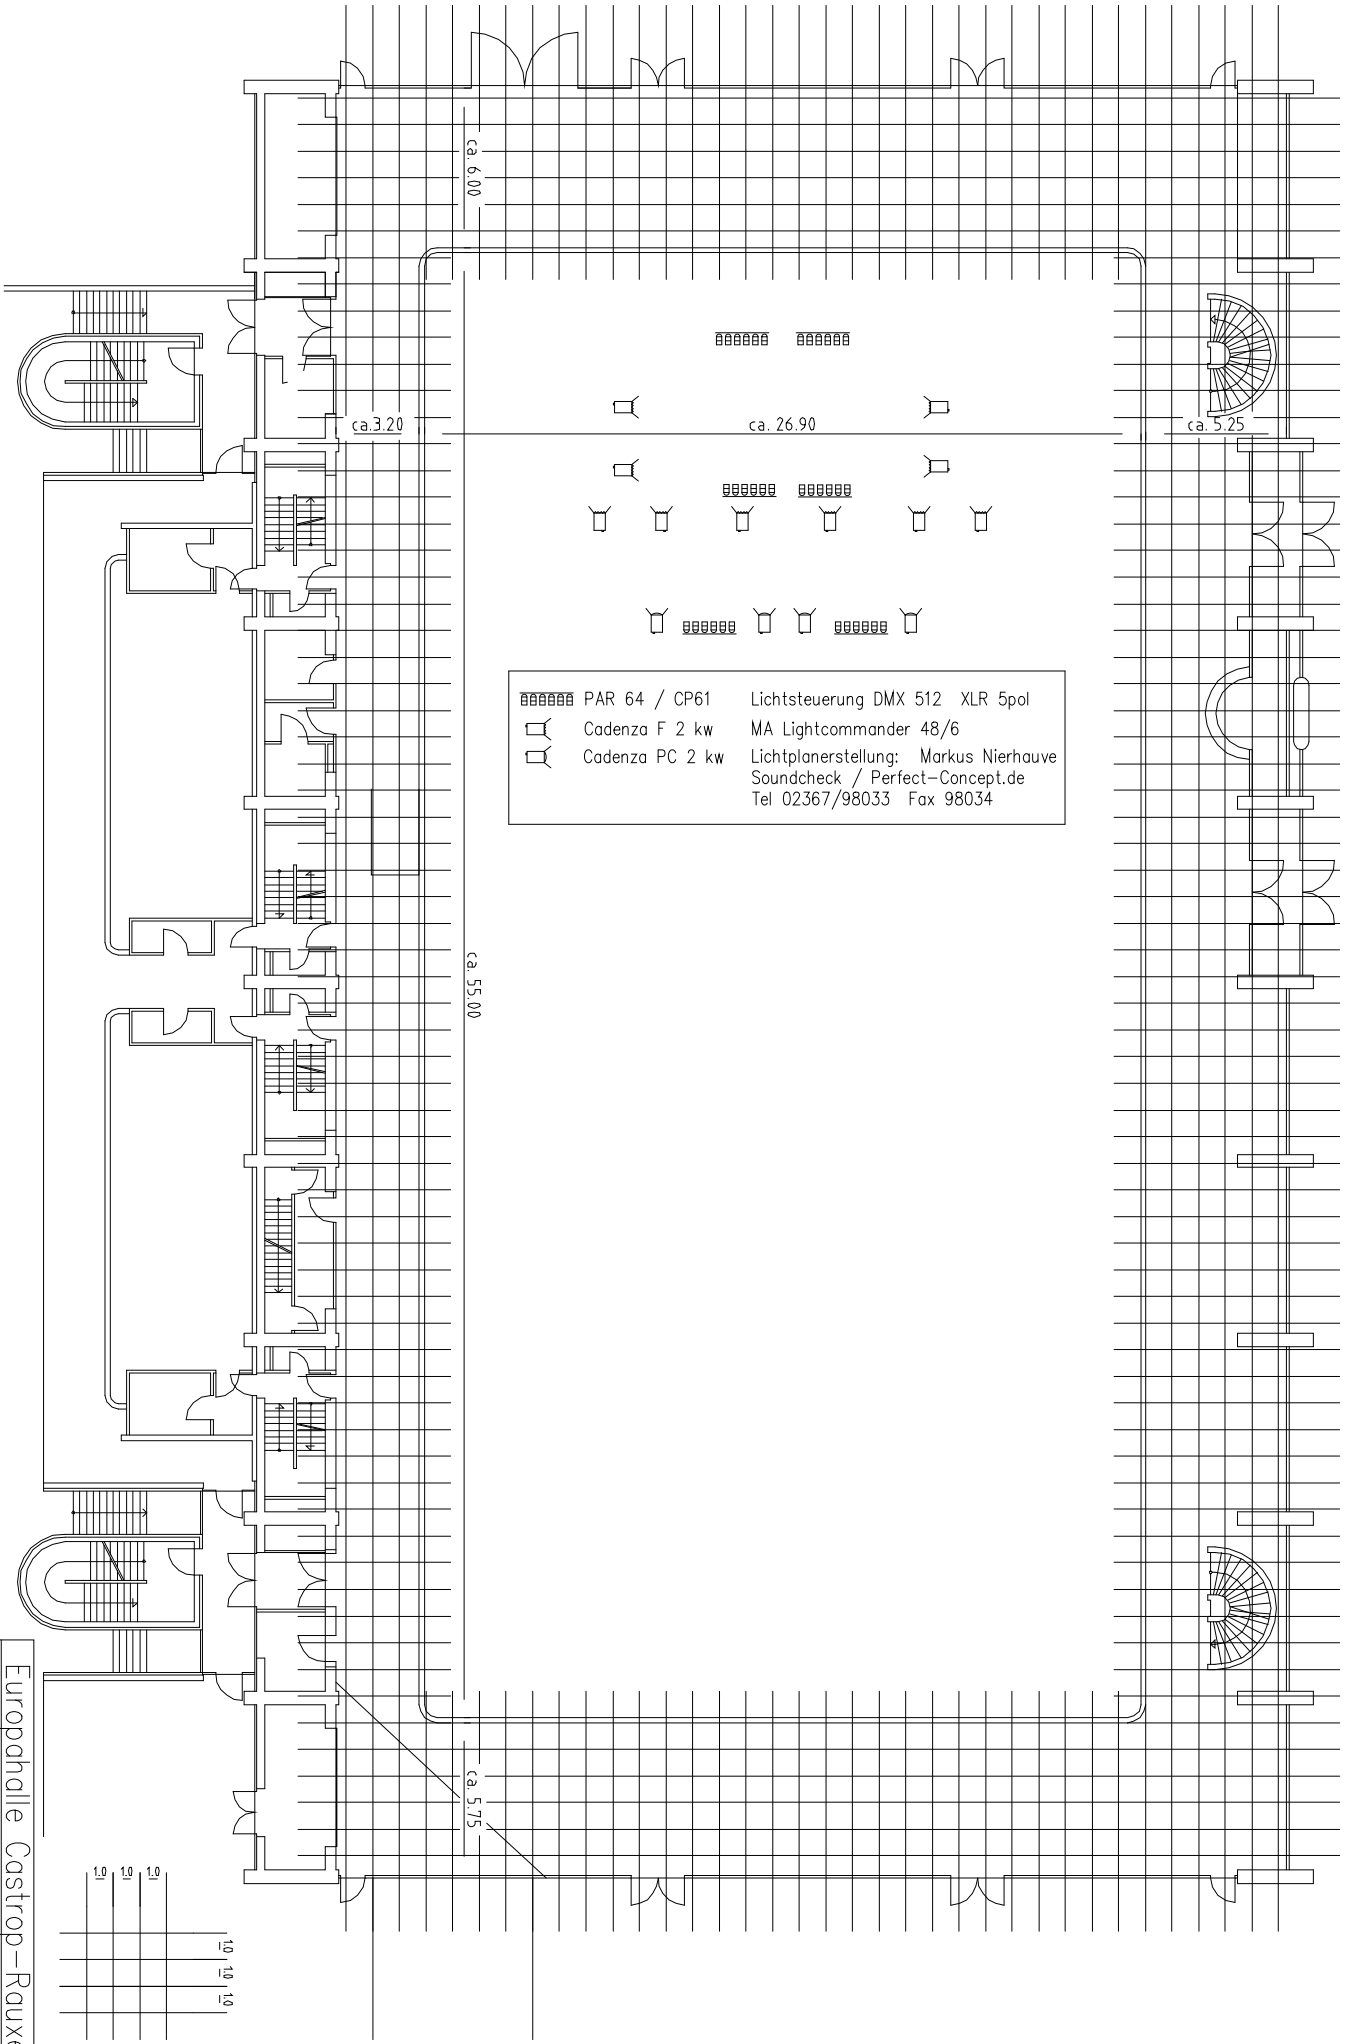 ca. 6.00
ca.3.20
ca. 26.90
ca. 5.25
PAR 64 / CP61
Lichtsteuerung DMX 512 XLR 5pol
Cadenza F 2 kw
MA Lightcommander 48/6
Cadenza PC 2 kw
Lichtplanerstellung: Markus Nierhauve
Soundcheck / Perfect-Concept.de
Tel 02367/98033 Fax 98034
ca. 55.00
ca. 5.75
1.0 1.0 1.0
1.0 1.0 1.0
Europahalle Castrop-Rauxe